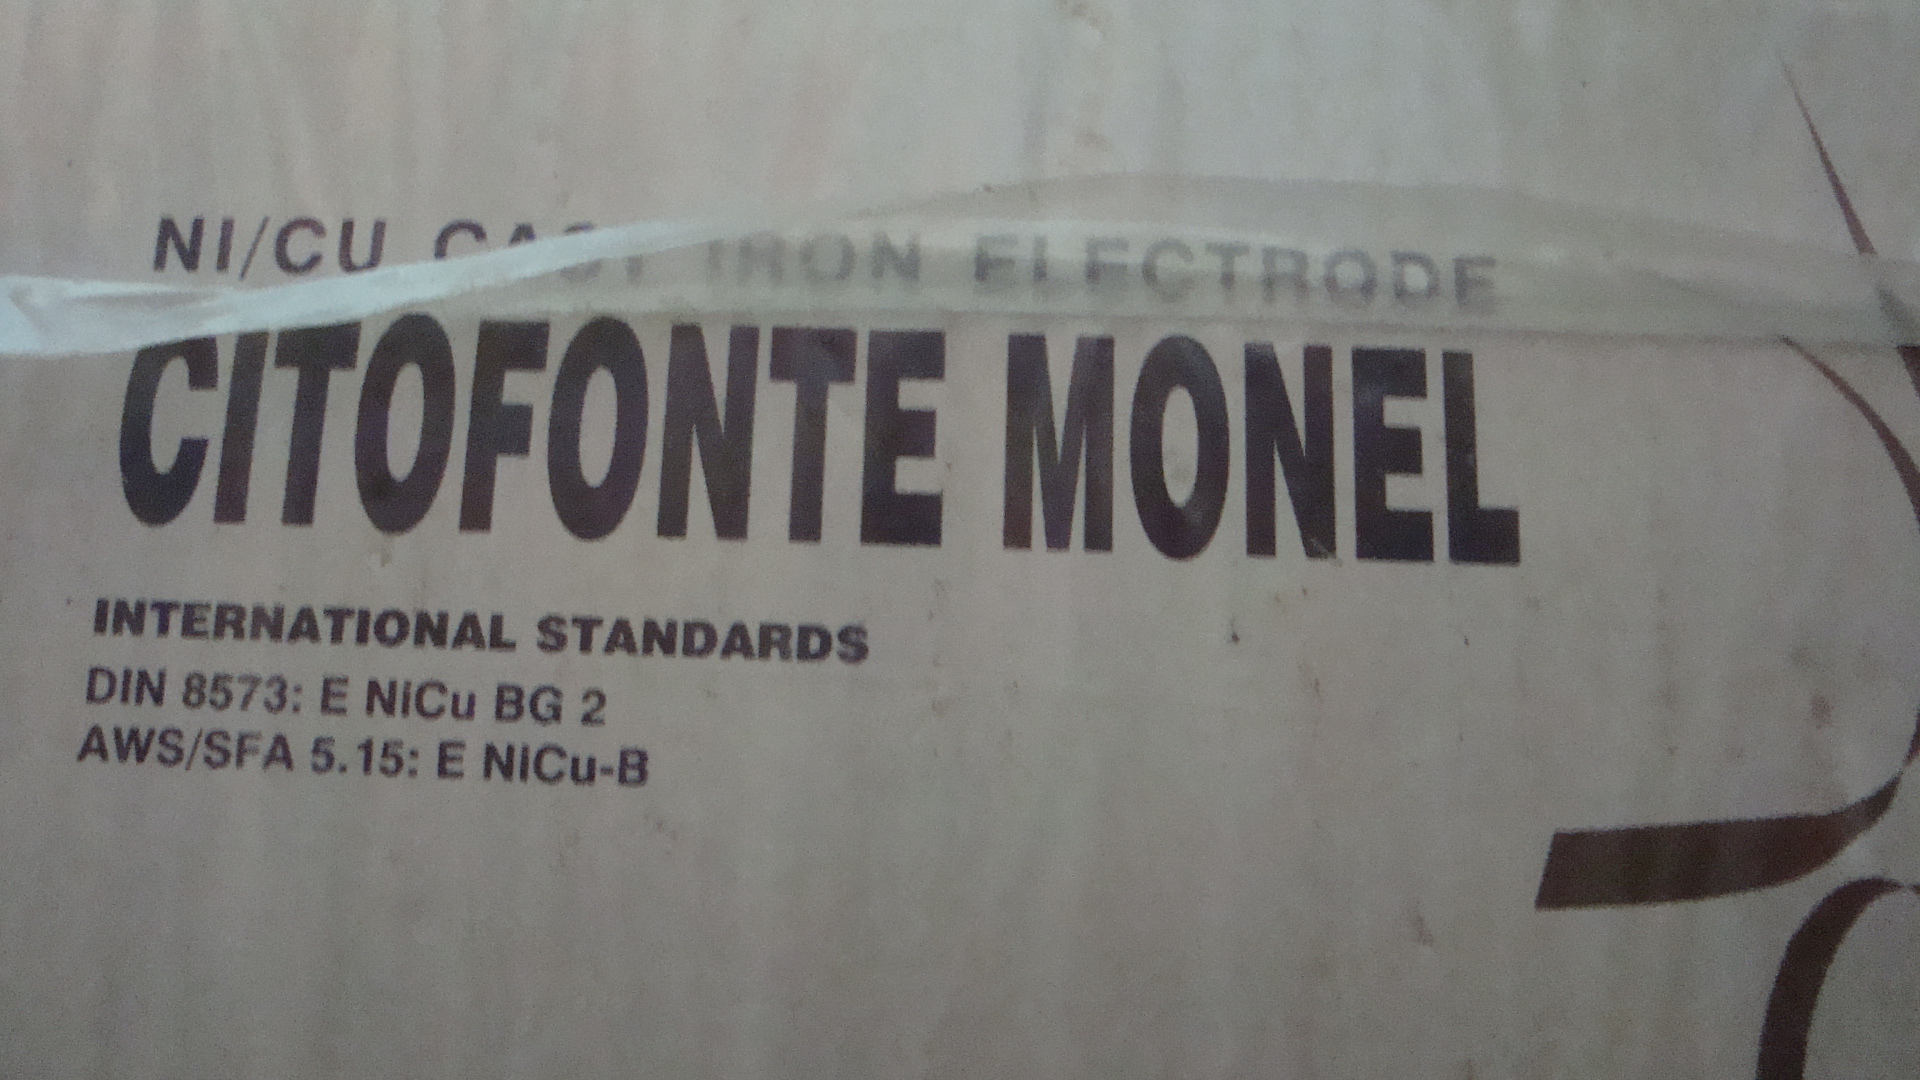 NI/CU CAST IRON ELECTRODE
CITOFONTE MONEL
INTERNATIONAL STANDARDS
DIN 8573: E NiCu BG 2
AWS/SFA 5.15: E NiCu-B